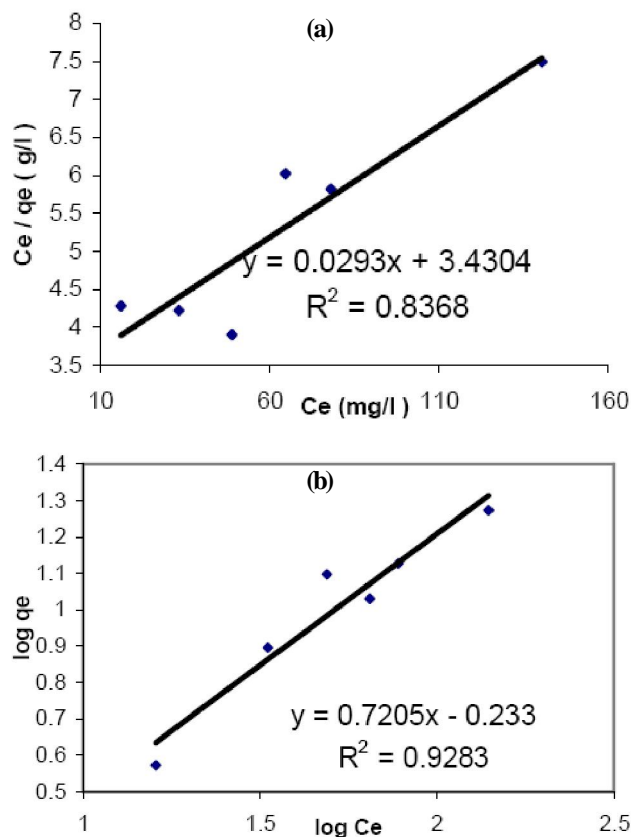 (a)
8
7.5
7
6.5
6
5.5
5
4.5
4
3.5
Ce / qe ( g/l )
y = 0.0293x + 3.4304
R² = 0.8368
10 60 110 160
Ce (mg/l )
(b)
1.4
1.3
1.2
1.1
1
0.9
0.8
0.7
0.6
0.5
log qe
y = 0.7205x - 0.233
R² = 0.9283
1 1.5 2 2.5
log Ce